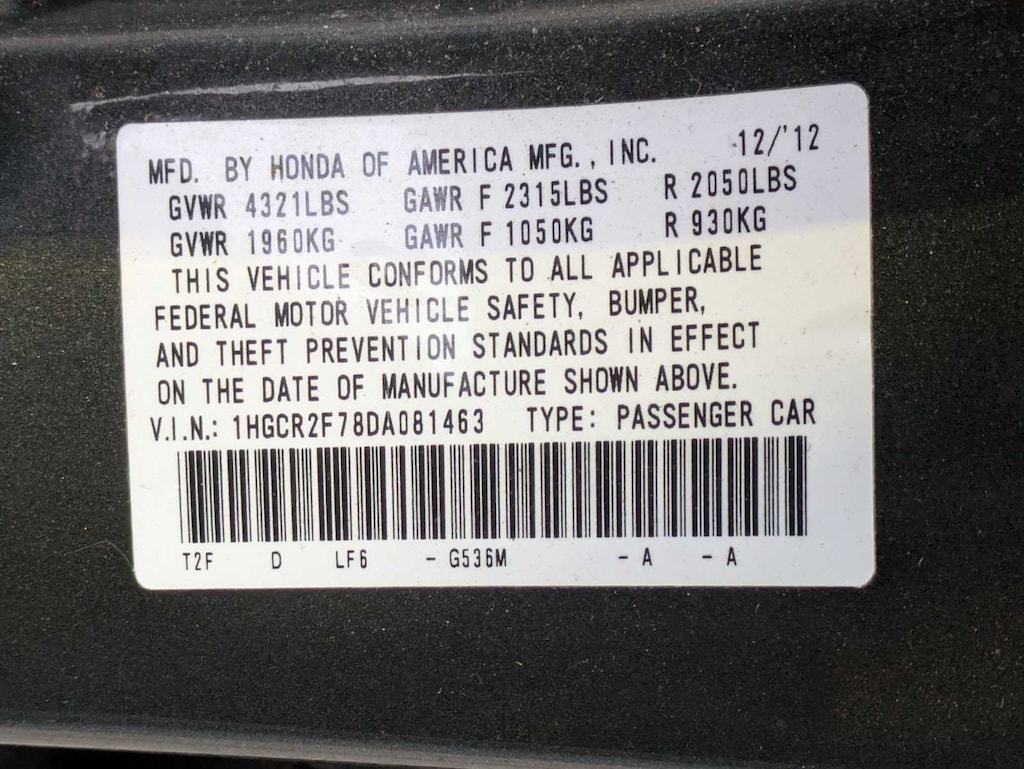 MFD. BY HONDA OF AMERICA MFG., INC. 12/'12
GVWR 4321LBS GAWR F 2315LBS R 2050LBS
GVWR 1960KG GAWR F 1050KG R 930KG
THIS VEHICLE CONFORMS TO ALL APPLICABLE
FEDERAL MOTOR VEHICLE SAFETY, BUMPER,
AND THEFT PREVENTION STANDARDS IN EFFECT
ON THE DATE OF MANUFACTURE SHOWN ABOVE.
V.I.N.: 1HGCR2F78DA081463 TYPE: PASSENGER CAR
T2F D LF6 - G536M - A - A